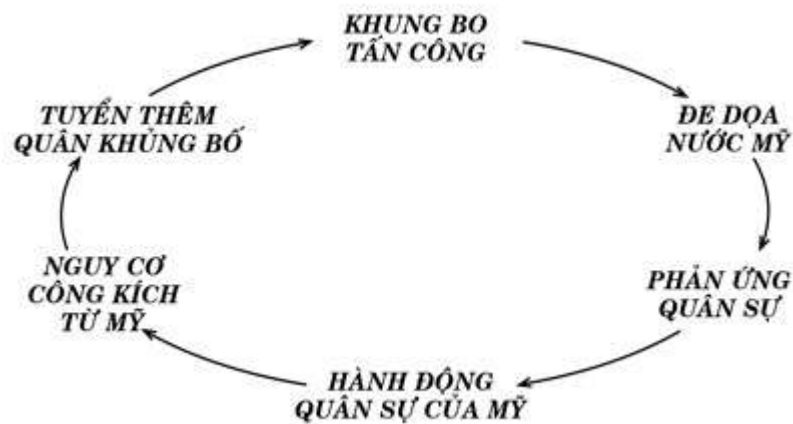 KHUNG BO
TẤN CÔNG
ĐE DỌA
NƯỚC MỸ
PHẢN ỨNG
QUÂN SỰ
HÀNH ĐỘNG
QUÂN SỰ CỦA MỸ
NGUY CƠ
CÔNG KÍCH
TỪ MỸ
TUYỂN THÊM
QUÂN KHỦNG BỐ